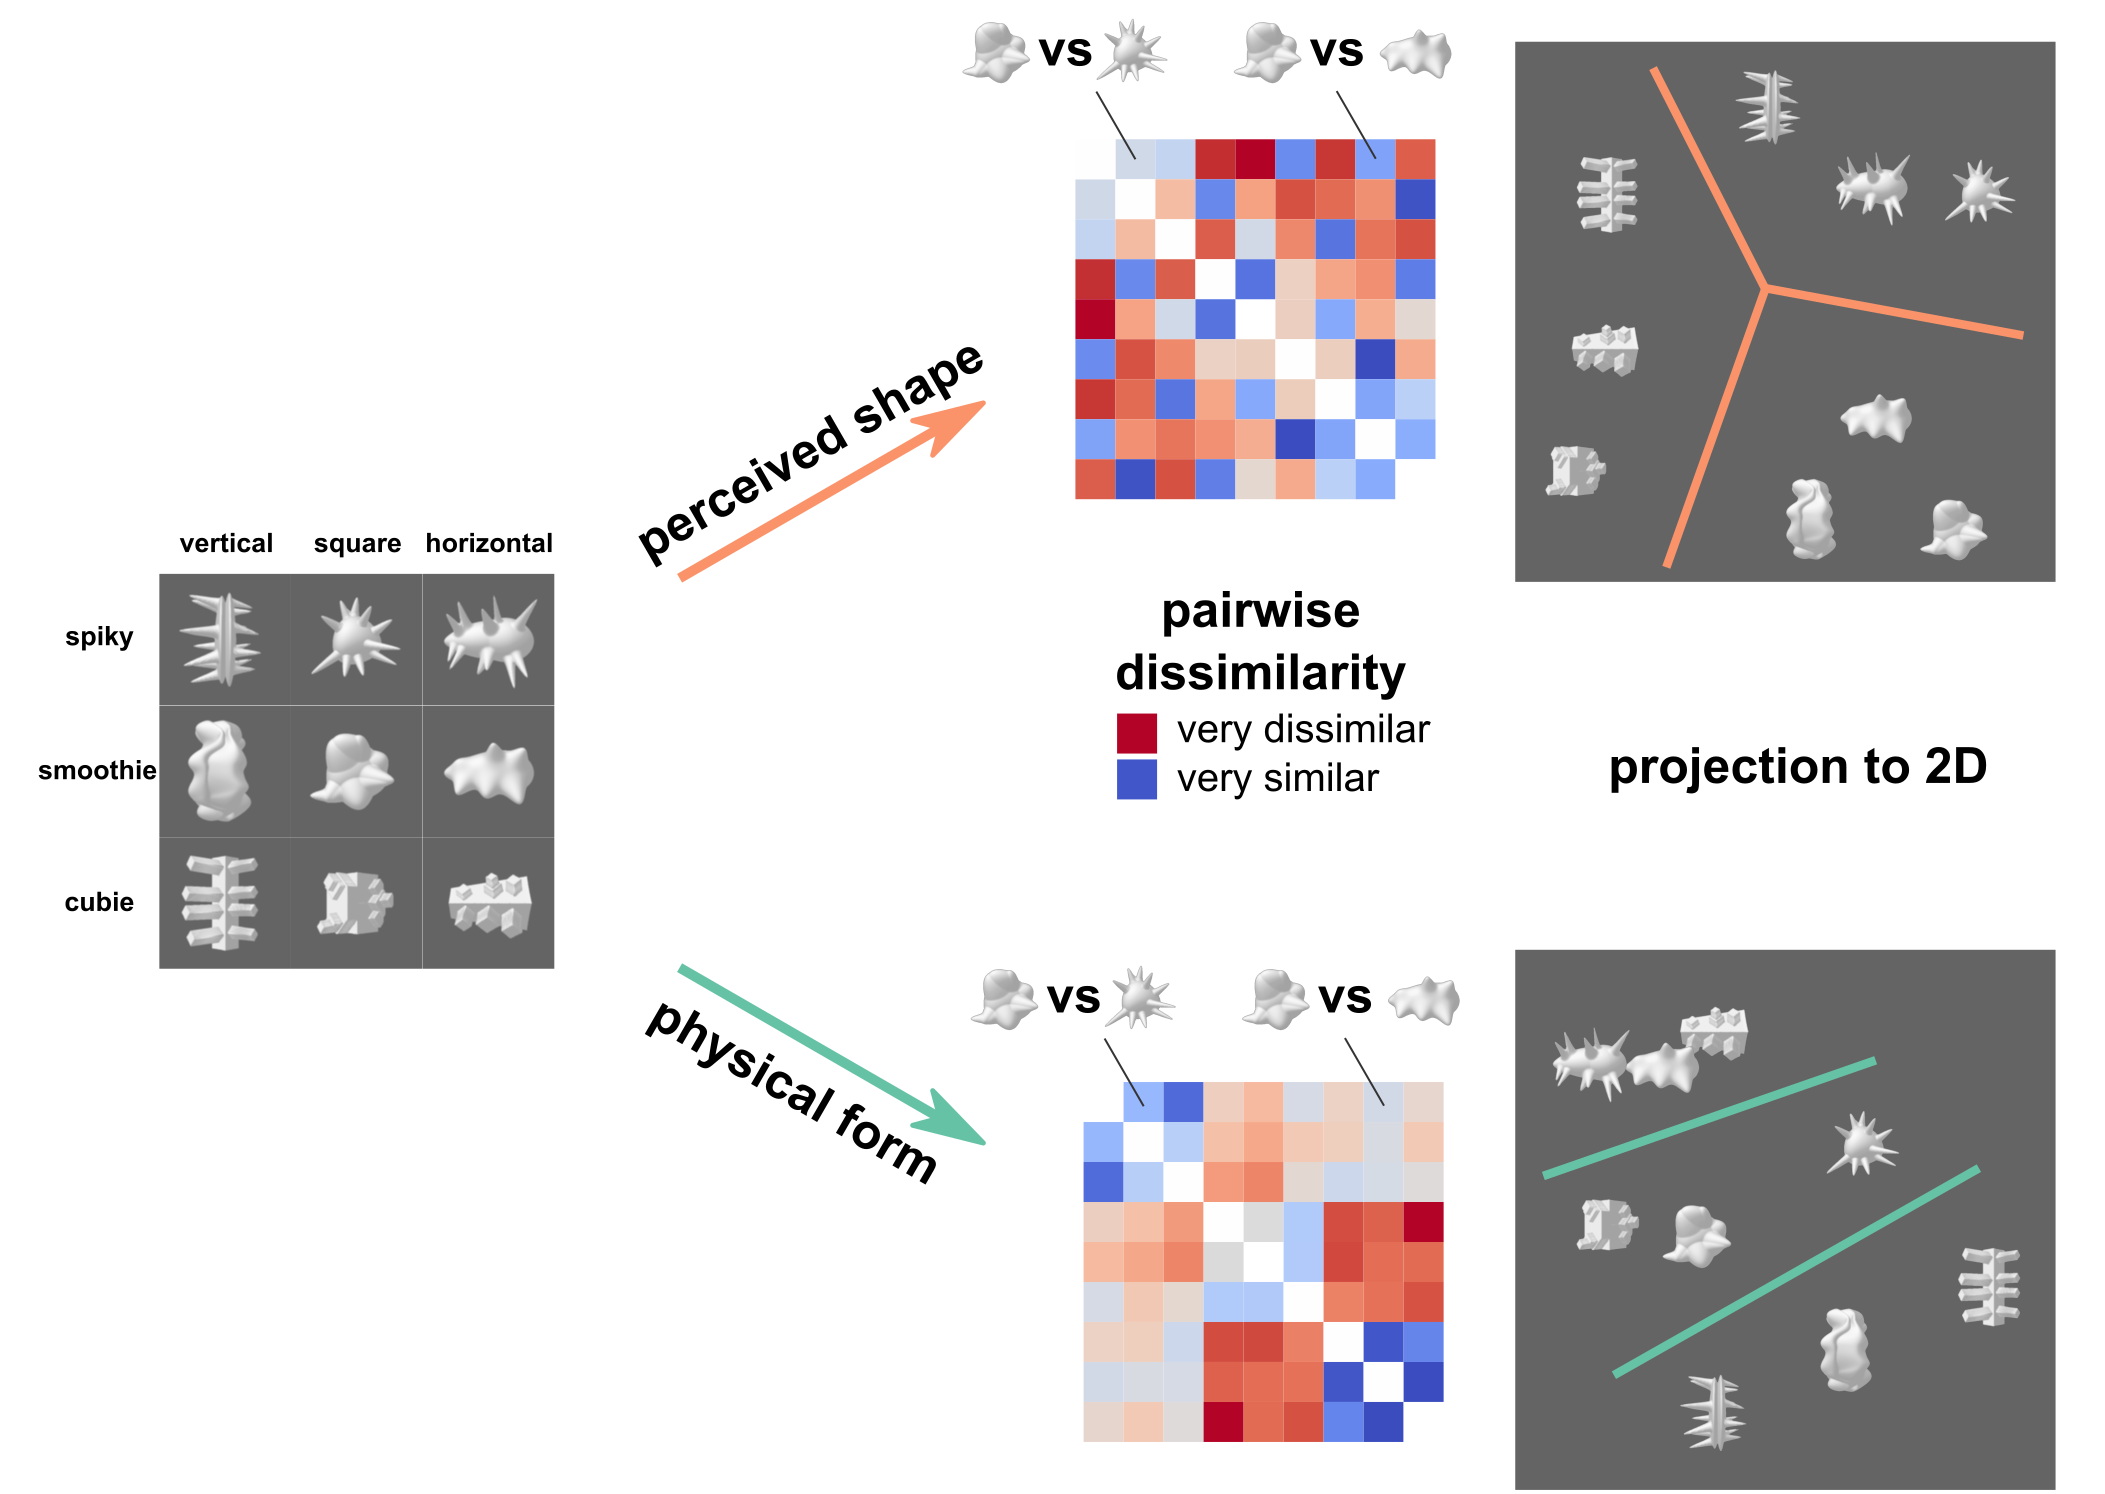 vs
vs
perceived shape
vertical square horizontal
spiky
smoothie
cubie
pairwise
dissimilarity
very dissimilar
very similar
projection to 2D
physical form
vs
vs